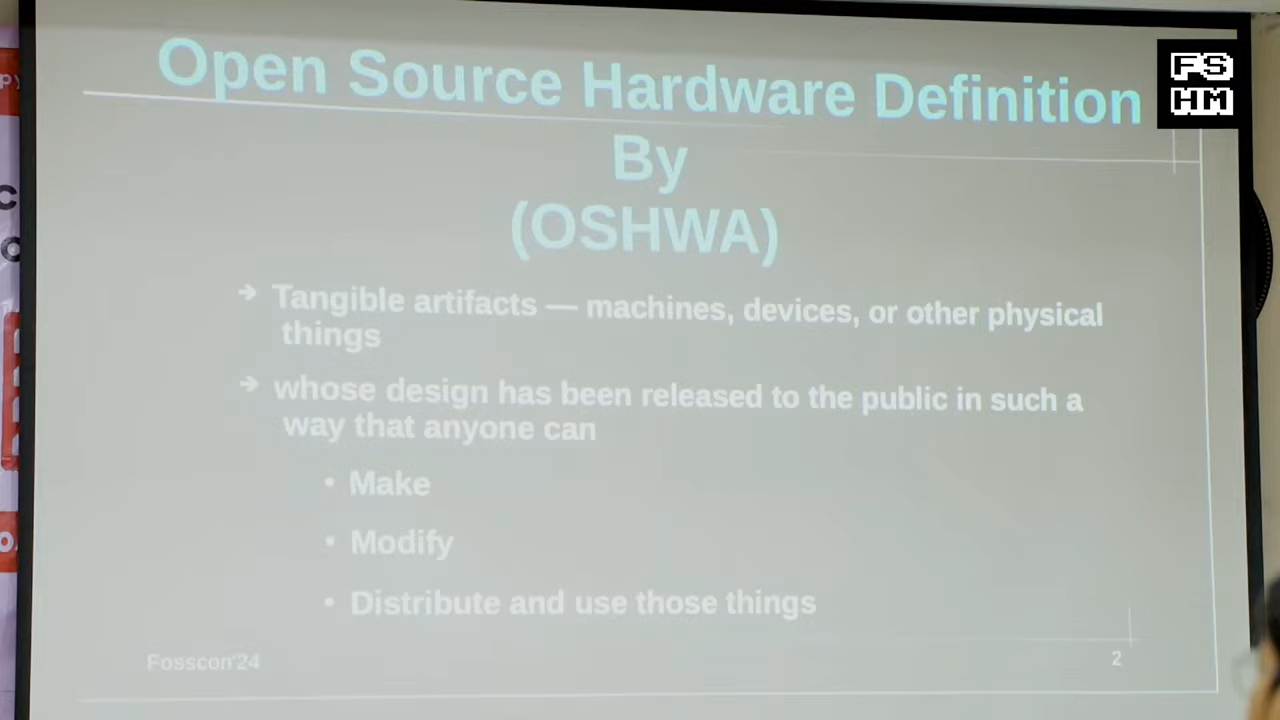 Open Source Hardware Definition
By
(OSHWA)
FS
HM
➔ Tangible artifacts — machines, devices, or other physical
things
➔ whose design has been released to the public in such a
way that anyone can
• Make
• Modify
• Distribute and use those things
Fosscon'24
2